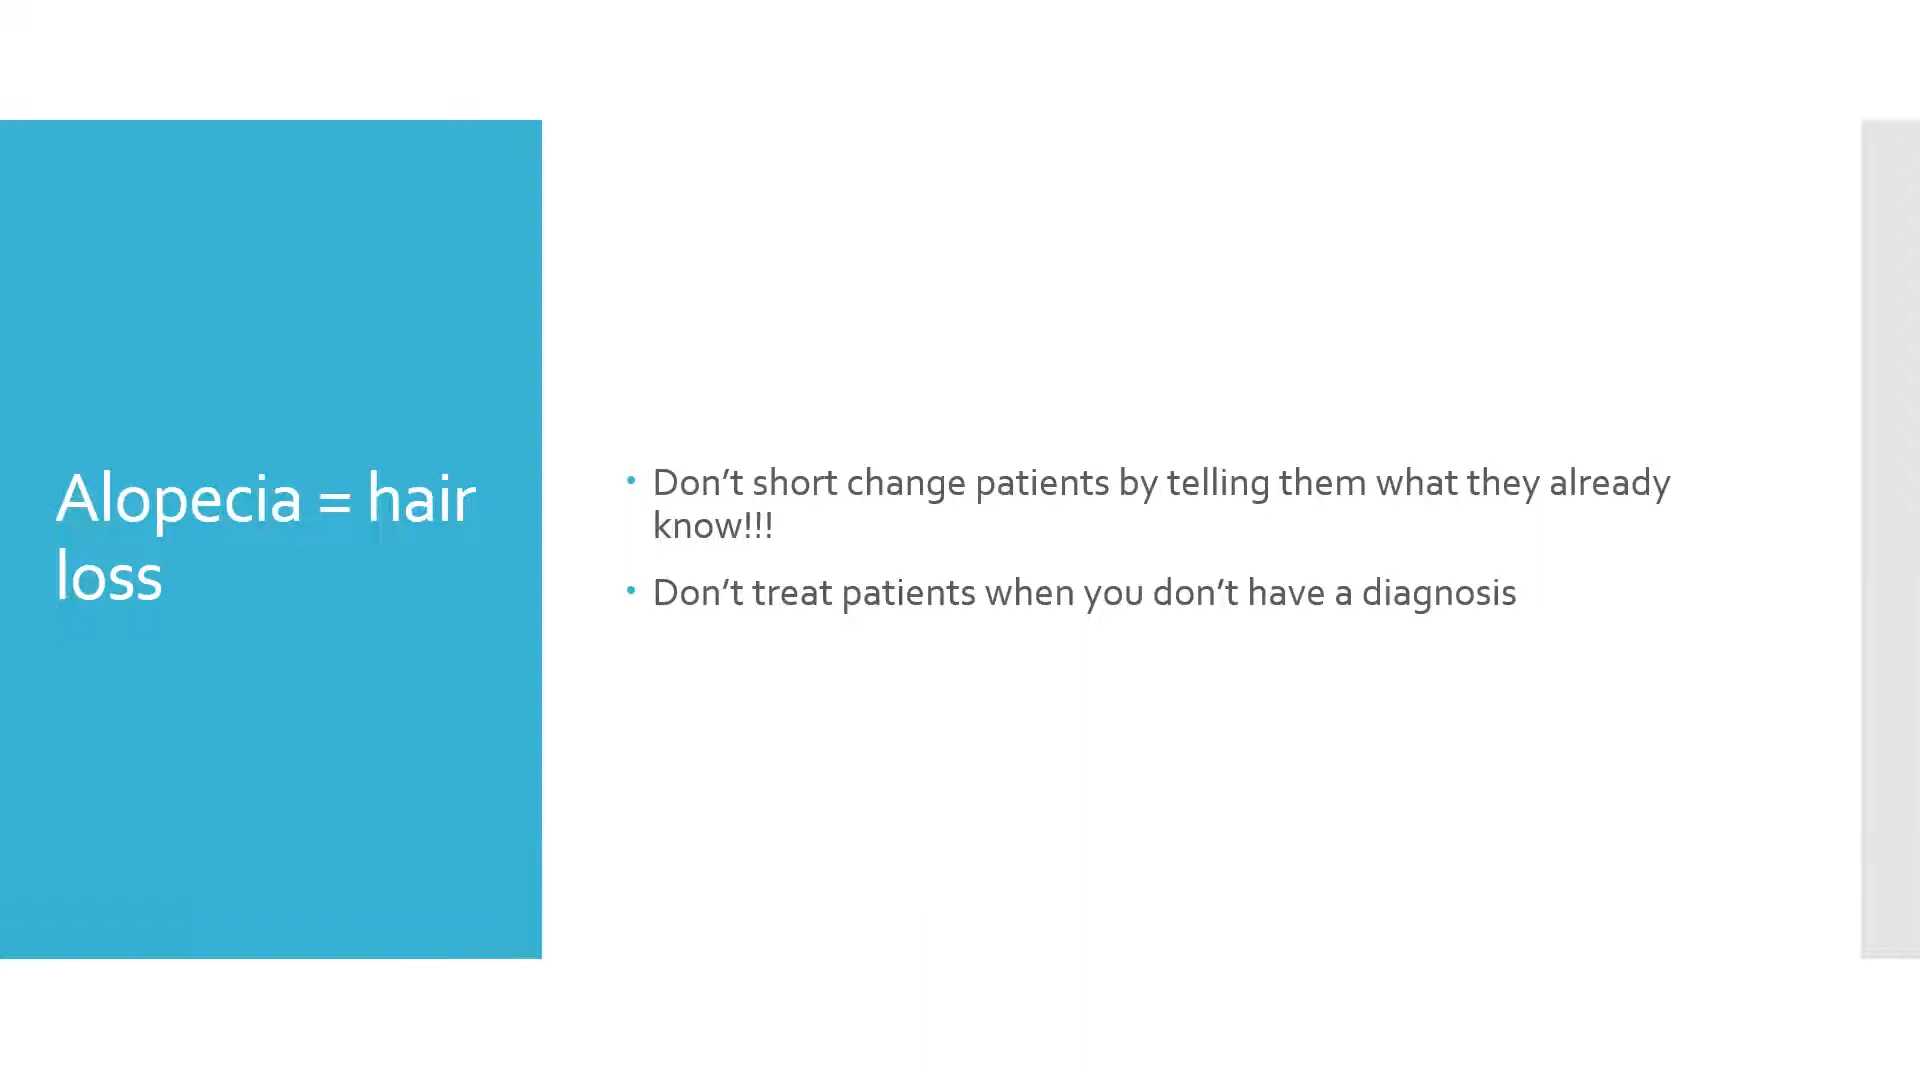 Alopecia = hair
loss
• Don’t short change patients by telling them what they already
know!!!
• Don’t treat patients when you don’t have a diagnosis